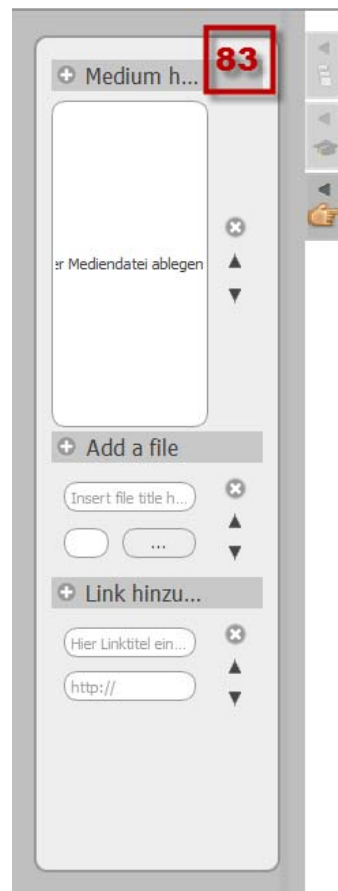 83
Medium h...
er Mediendatei ablegen
Add a file
Insert file title h...
...
Link hinzu...
Hier Linktitel ein...
http://